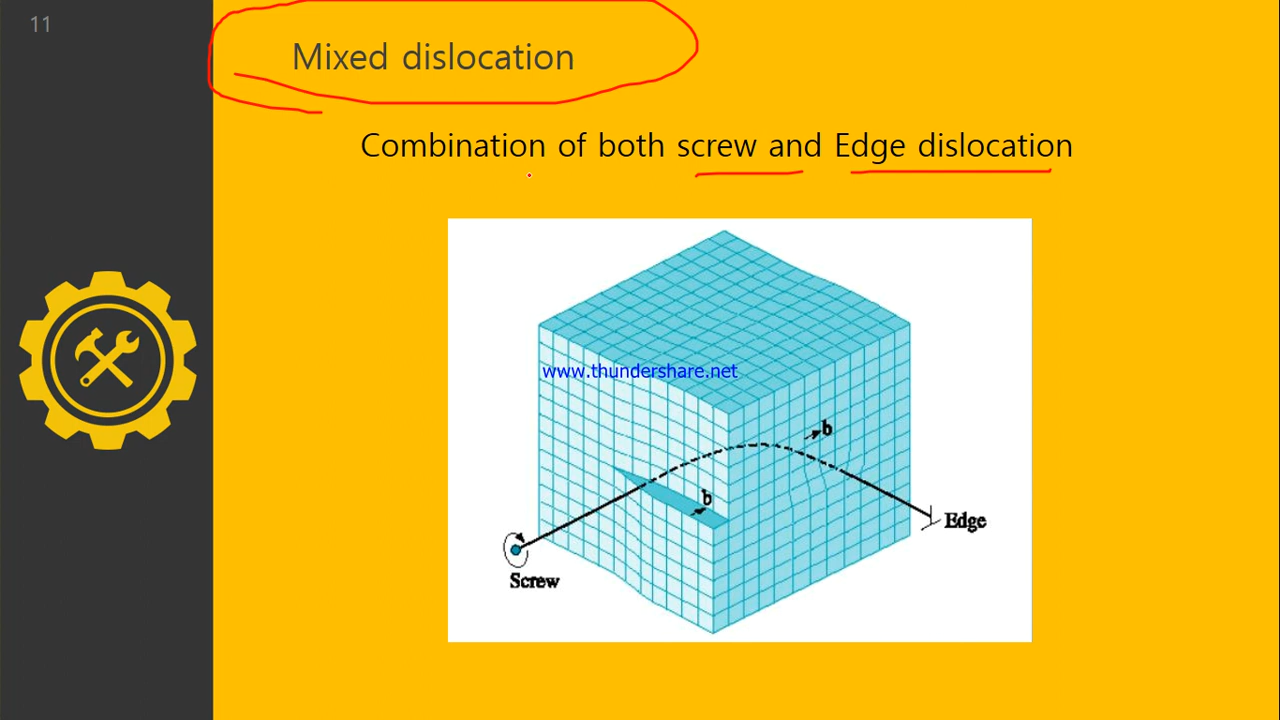 11
Mixed dislocation
Combination of both screw and Edge dislocation
www.thundershare.net
b
b
Edge
Screw